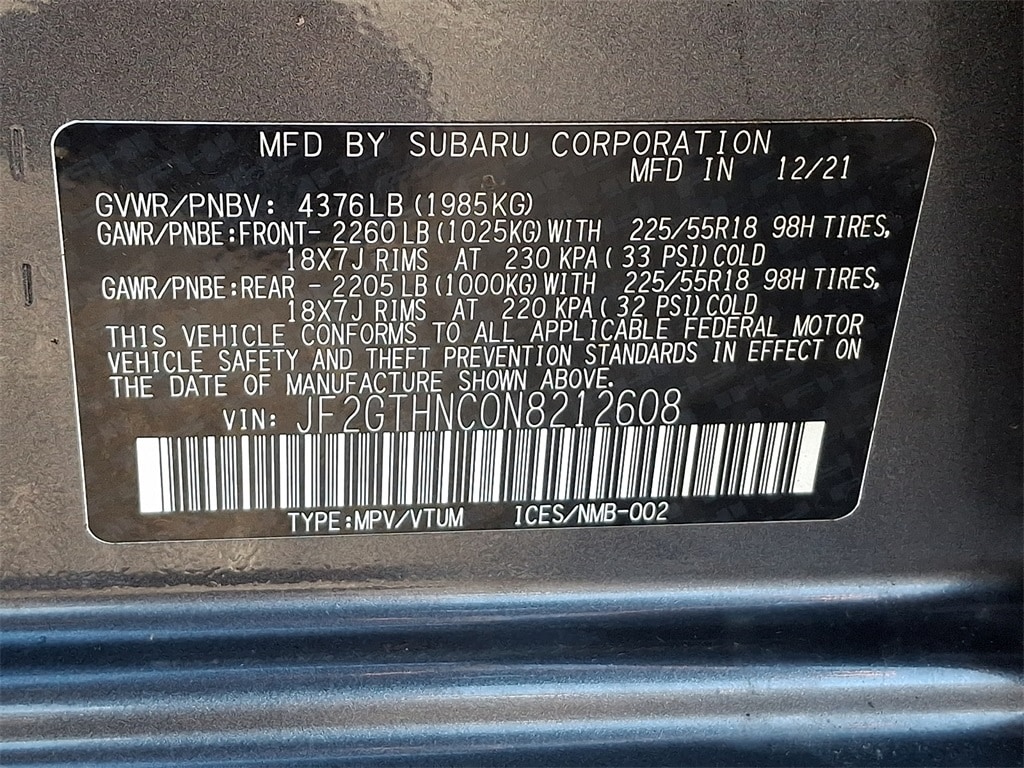 MFD BY SUBARU CORPORATION
MFD IN 12/21
GVWR/PNBV: 4376LB (1985KG)
GAWR/PNBE:FRONT- 2260 LB (1025KG) WITH 225/55R18 98H TIRES,
18X7J RIMS AT 230 KPA ( 33 PSI) COLD
GAWR/PNBE:REAR - 2205 LB (1000KG) WITH 225/55R18 98H TIRES,
18X7J RIMS AT 220 KPA ( 32 PSI) COLD
THIS VEHICLE CONFORMS TO ALL APPLICABLE FEDERAL MOTOR
VEHICLE SAFETY AND THEFT PREVENTION STANDARDS IN EFFECT ON
THE DATE OF MANUFACTURE SHOWN ABOVE.
VIN: JF2GTHNC0N8212608
TYPE:MPV/VTUM ICES/NMB-002